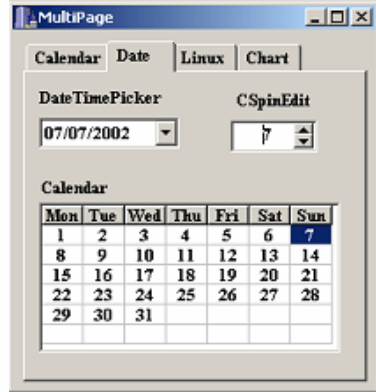 MultiPage
Calendar Date Linux Chart
DateTimePicker CSpinEdit
07/07/2002 ק
Calendar
Mon Tue Wed Thu Fri Sat Sun
1 2 3 4 5 6 7
8 9 10 11 12 13 14
15 16 17 18 19 20 21
22 23 24 25 26 27 28
29 30 31